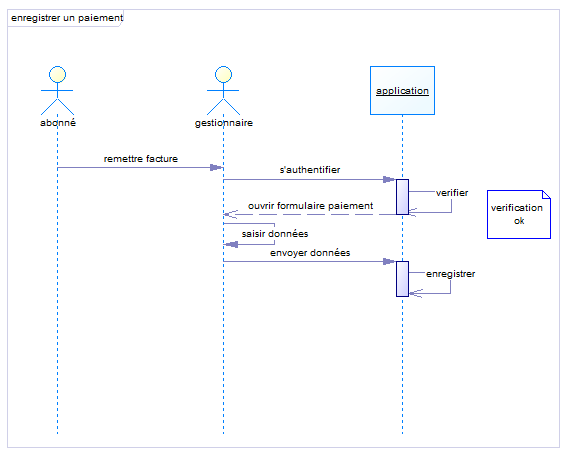 enregistrer un paiement
abonné
gestionnaire
application
remettre facture
s'authentifier
verifier
ouvrir formulaire paiement
verification
ok
saisir données
envoyer données
enregistrer